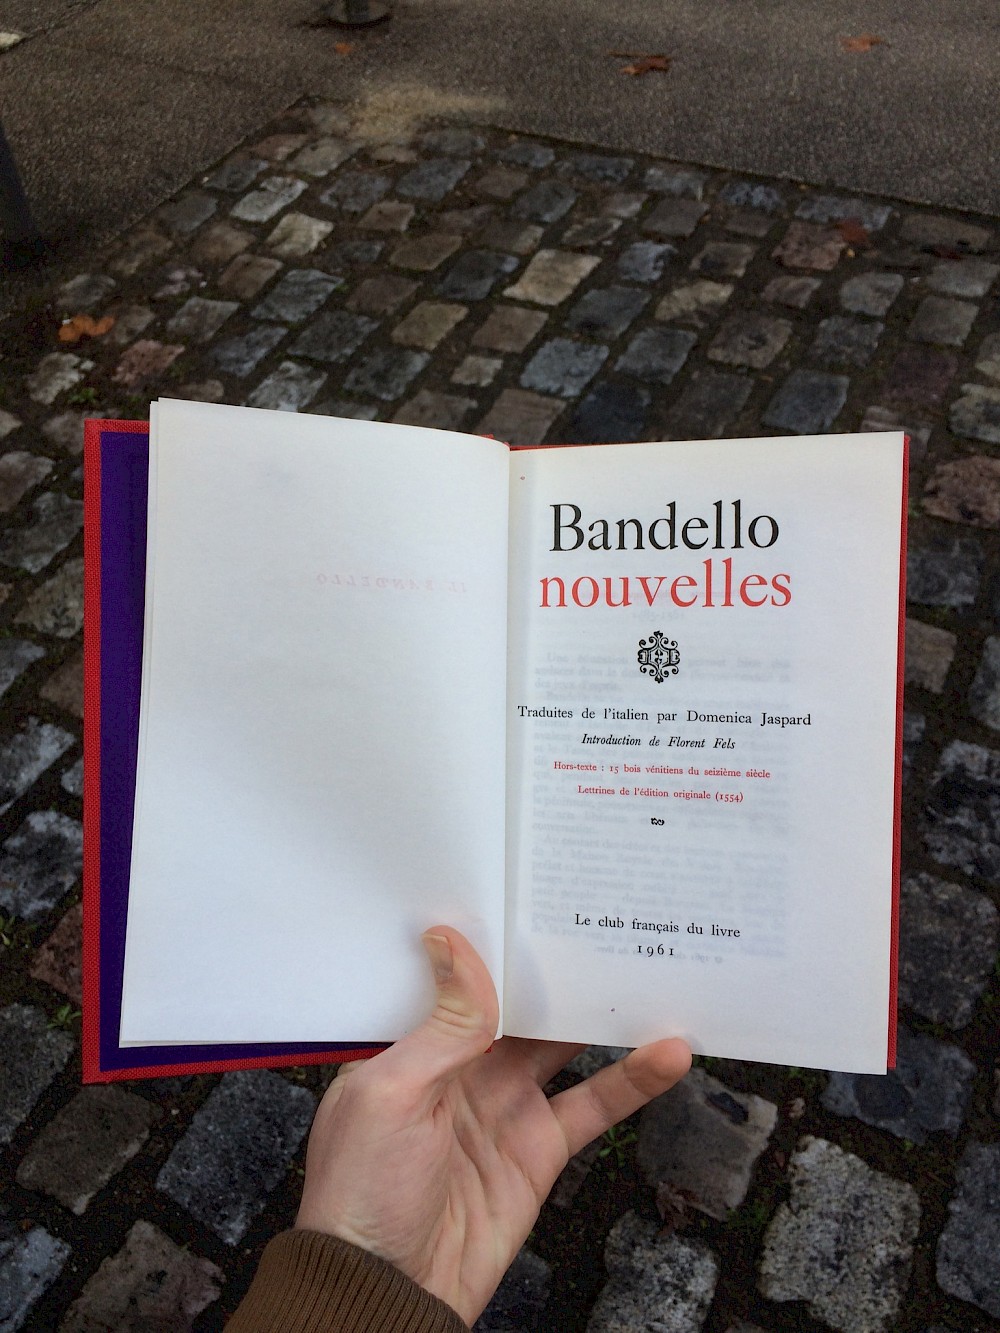 Bandello
nouvelles
Traduites de l'italien par Domenica Jaspard
Introduction de Florent Fels
Hors-texte : 15 bois vénitiens du seizième siècle
Lettrines de l'édition originale (1554)
Le club français du livre
1961